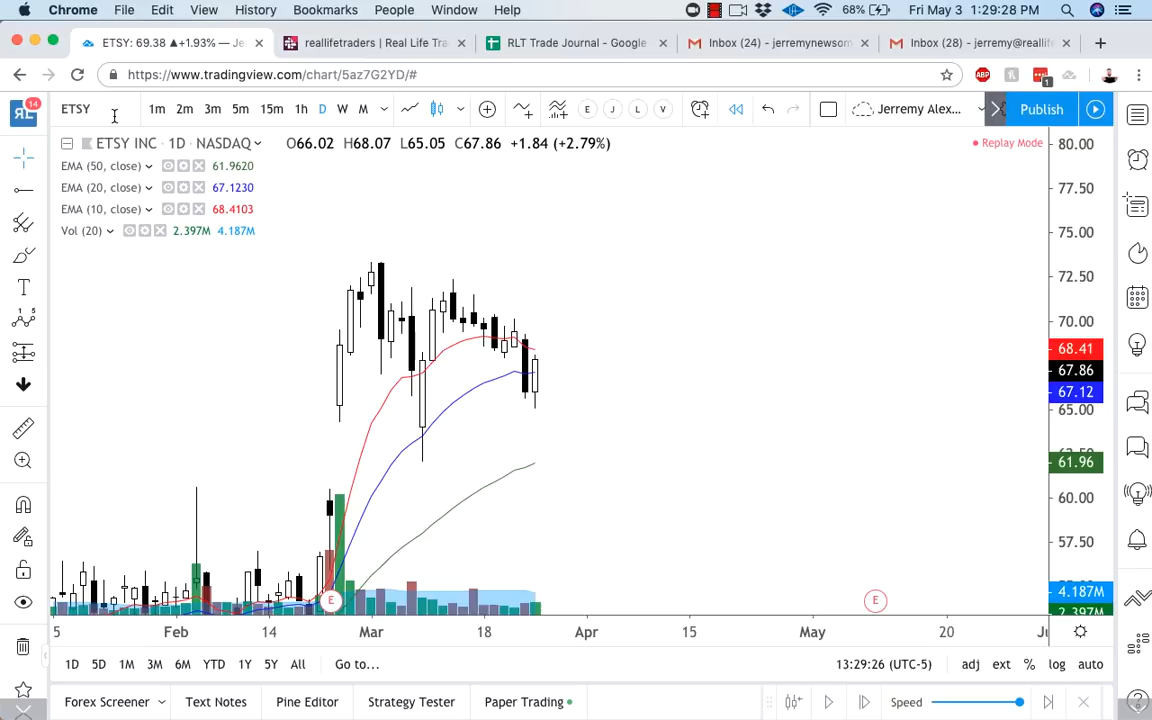 Chrome File Edit View History Bookmarks People Window Help 68% Fri May 3 1:29:28 PM
ETSY: 69.38 ▲+1.93% — Je
reallifetraders | Real Life Tra
RLT Trade Journal - Google
Inbox (24) - jerremynewsom
Inbox (28) - jerremy@reallif
https://www.tradingview.com/chart/5az7G2YD/#
ABP
1
14
RL
ETSY 1m 2m 3m 5m 15m 1h D W M E J L V Jerremy Alex... Publish
ETSY INC · 1D · NASDAQ O66.02 H68.07 L65.05 C67.86 +1.84 (+2.79%)
Replay Mode
EMA (50, close) 61.9620
EMA (20, close) 67.1230
EMA (10, close) 68.4103
Vol (20) 2.397M 4.187M
80.00
77.50
75.00
72.50
70.00
68.41
67.86
67.12
65.00
61.96
60.00
57.50
4.187M
2.397M
E E
5 Feb 14 Mar 18 Apr 15 May 20
1D 5D 1M 3M 6M YTD 1Y 5Y All Go to... 13:29:26 (UTC-5) adj ext % log auto
Forex Screener Text Notes Pine Editor Strategy Tester Paper Trading Speed